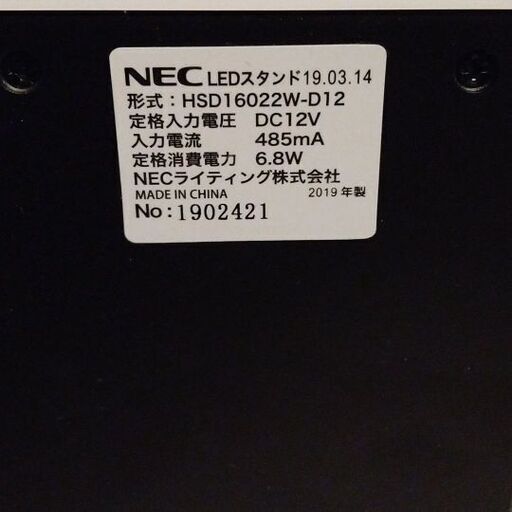 NEC LEDスタンド19.03.14
形式：HSD16022W-D12
定格入力電圧 DC12V
入力電流 485mA
定格消費電力 6.8W
NECライティング株式会社
MADE IN CHINA 2019年製
No: 1902421